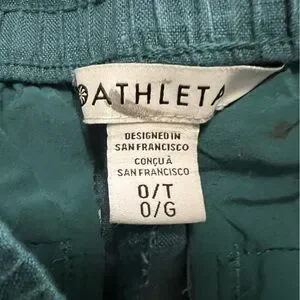 ATHLETA
DESIGNED IN
SAN FRANCISCO
CONÇU À
SAN FRANCISCO
0/T
0/G